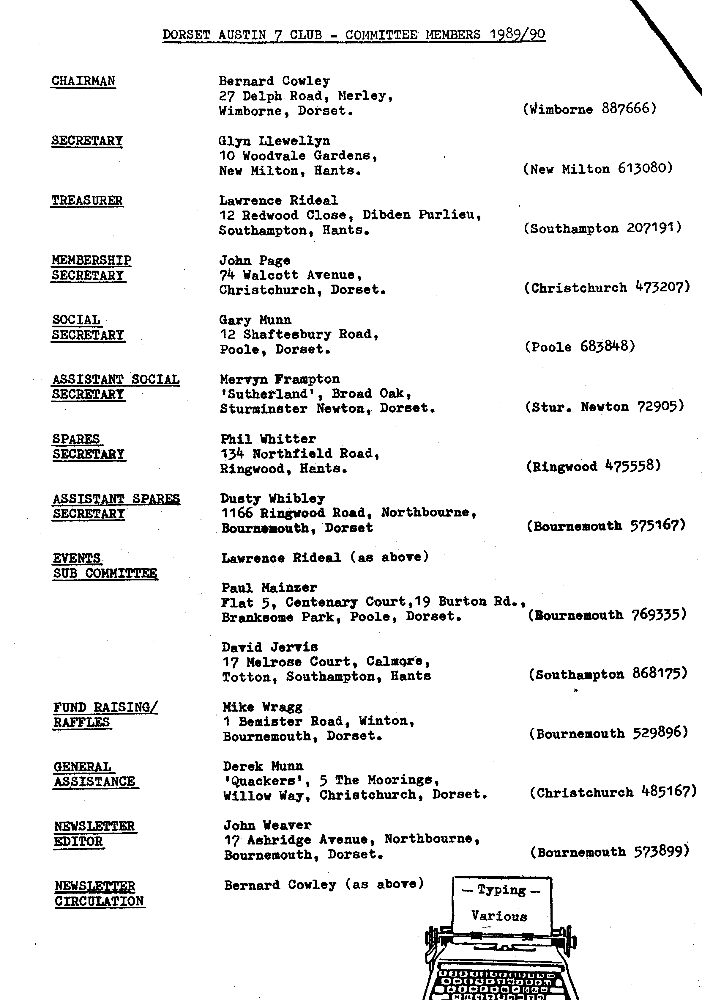 DORSET AUSTIN 7 CLUB - COMMITTEE MEMBERS 1989/90
CHAIRMAN
Bernard Cowley
27 Delph Road, Merley,
Wimborne, Dorset.
(Wimborne 887666)
SECRETARY
Glyn Llewellyn
10 Woodvale Gardens,
New Milton, Hants.
(New Milton 613080)
TREASURER
Lawrence Rideal
12 Redwood Close, Dibden Purlieu,
Southampton, Hants.
(Southampton 207191)
MEMBERSHIP
SECRETARY
John Page
74 Walcott Avenue,
Christchurch, Dorset.
(Christchurch 473207)
SOCIAL
SECRETARY
Gary Munn
12 Shaftesbury Road,
Poole, Dorset.
(Poole 683848)
ASSISTANT SOCIAL
SECRETARY
Mervyn Frampton
'Sutherland', Broad Oak,
Sturminster Newton, Dorset.
(Stur. Newton 72905)
SPARES
SECRETARY
Phil Whitter
134 Northfield Road,
Ringwood, Hants.
(Ringwood 475558)
ASSISTANT SPARES
SECRETARY
Dusty Whibley
1166 Ringwood Road, Northbourne,
Bournemouth, Dorset
(Bournemouth 575167)
EVENTS
SUB COMMITTEE
Lawrence Rideal (as above)
Paul Mainzer
Flat 5, Centenary Court,19 Burton Rd.,
Branksome Park, Poole, Dorset.
(Bournemouth 769335)
David Jervis
17 Melrose Court, Calmore,
Totton, Southampton, Hants
(Southampton 868175)
FUND RAISING/
RAFFLES
Mike Wragg
1 Bemister Road, Winton,
Bournemouth, Dorset.
(Bournemouth 529896)
GENERAL
ASSISTANCE
Derek Munn
'Quackers', 5 The Moorings,
Willow Way, Christchurch, Dorset.
(Christchurch 485167)
NEWSLETTER
EDITOR
John Weaver
17 Ashridge Avenue, Northbourne,
Bournemouth, Dorset.
(Bournemouth 573899)
NEWSLETTER
CIRCULATION
Bernard Cowley (as above)
— Typing —
Various